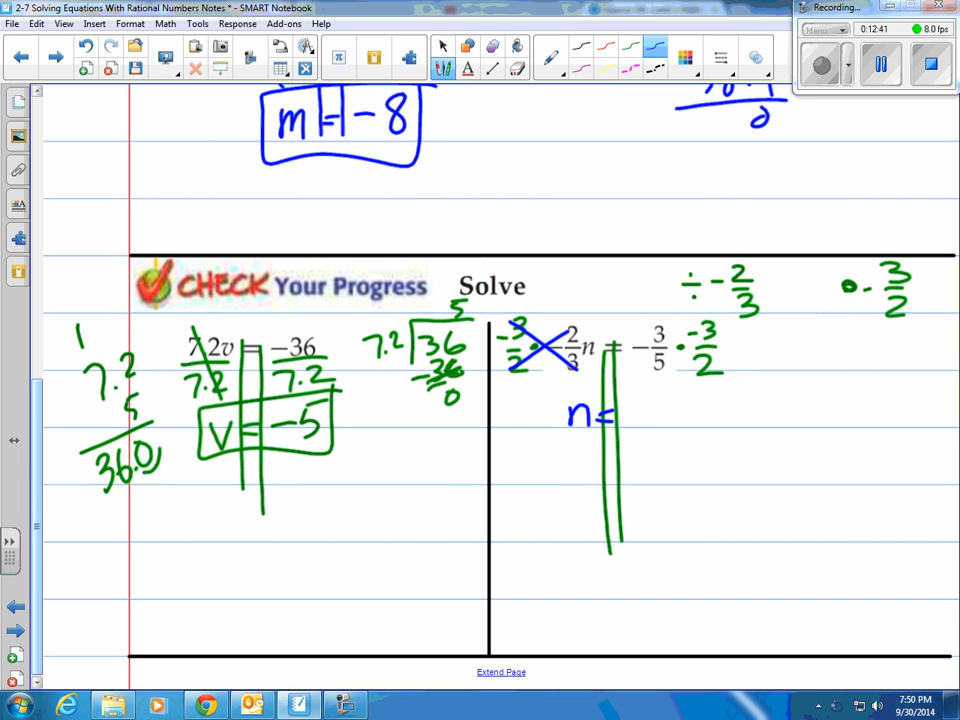 2-7 Solving Equations With Rational Numbers Notes * - SMART Notebook
Recording...
File Edit View Insert Format Tools Response Add-ons Help
Menu 0:12:41 8.0 fps
m = -8
CHECK Your Progress Solve
÷ - 2/3
• - 3/2
7.2v = -36
7.2 7.2
v = -5
1
7.2
5
36.0
5
7.2 36
-36
0
-3/2 • -2/3 n = -3/5 • -3/2
n =
Extend Page
7:50 PM
9/30/2014